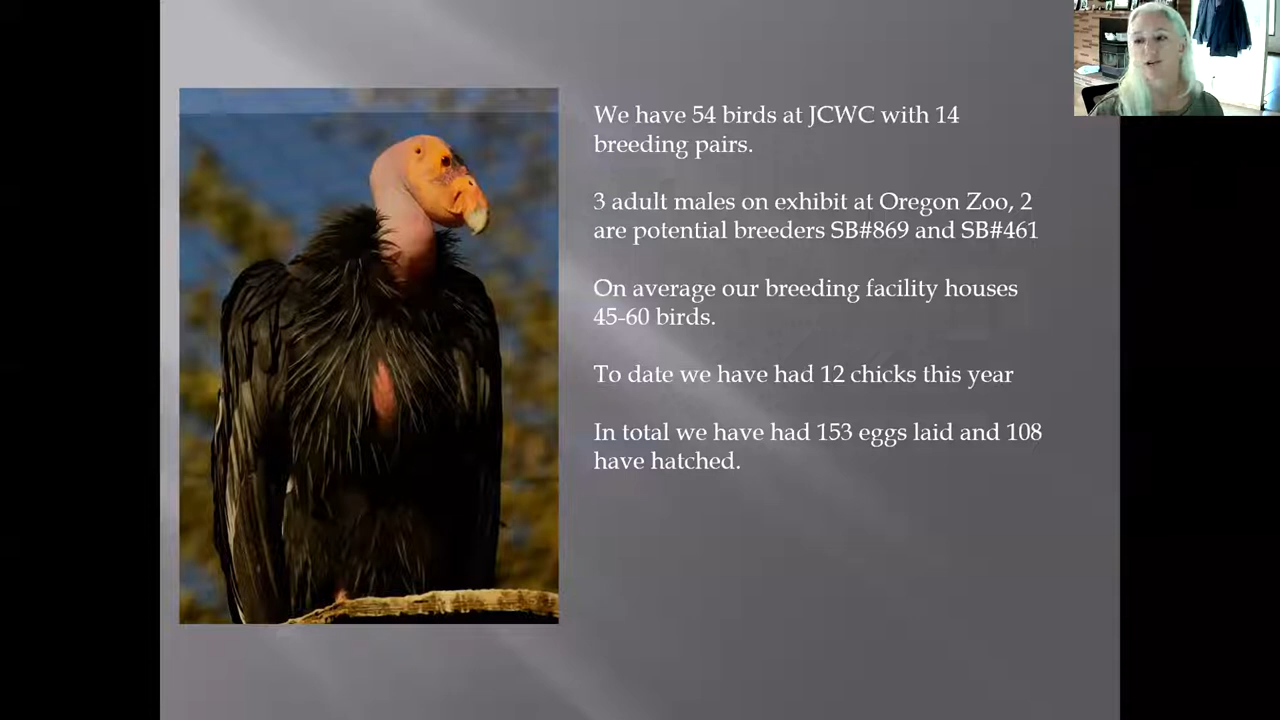 We have 54 birds at JCWC with 14
breeding pairs.
3 adult males on exhibit at Oregon Zoo, 2
are potential breeders SB#869 and SB#461
On average our breeding facility houses
45-60 birds.
To date we have had 12 chicks this year
In total we have had 153 eggs laid and 108
have hatched.